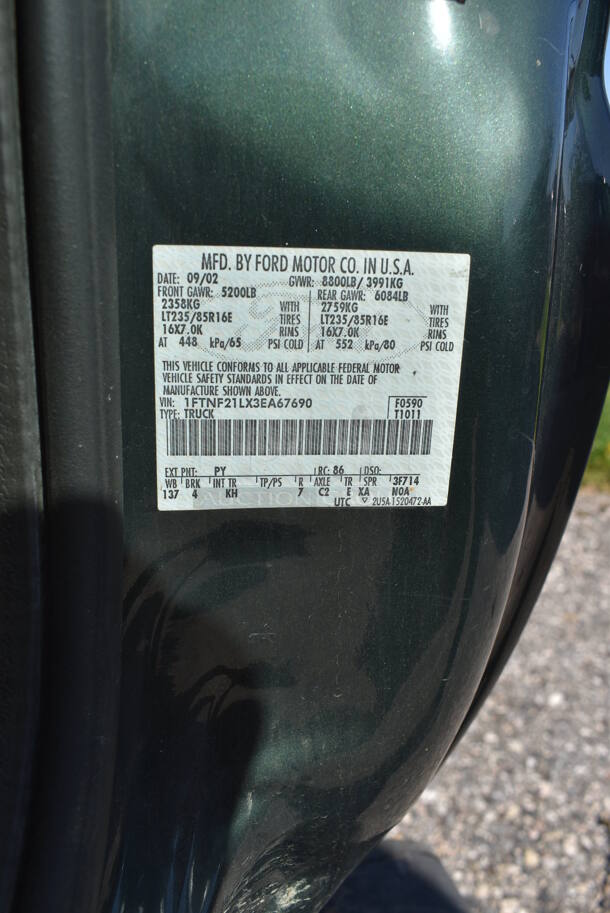 MFD. BY FORD MOTOR CO. IN U.S.A.
DATE: 09/02 GVWR: 8800LB/ 3991KG
FRONT GAWR: 5200LB REAR GAWR: 6084LB
2358KG WITH 2759KG WITH
LT235/85R16E TIRES LT235/85R16E TIRES
16X7.0K RIMS 16X7.0K RIMS
AT 448 kPa/65 PSI COLD AT 552 kPa/80 PSI COLD
THIS VEHICLE CONFORMS TO ALL APPLICABLE FEDERAL MOTOR
VEHICLE SAFETY STANDARDS IN EFFECT ON THE DATE OF
MANUFACTURE SHOWN ABOVE.
VIN: 1FTNF21LX3EA67690 F0590
TYPE: TRUCK T1011
EXT PNT: PY RC: 86 DSO:
WB BRK INT TR TP/PS R AXLE TR SPR 3F714
137 4 KH 7 C2 E XA NOA
UTC 2U5A-1520472-AA